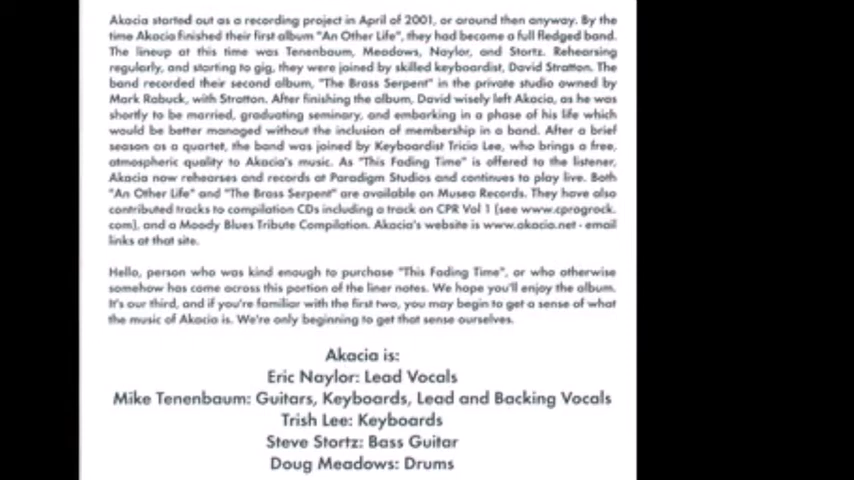 Akacia started out as a recording project in April of 2001, or around then anyway. By the
time Akacia finished their first album "An Other Life", they had become a full fledged band.
The lineup at this time was Tenenbaum, Meadows, Naylor, and Stortz. Rehearsing
regularly, and starting to gig, they were joined by skilled keyboardist, David Stratton. The
band recorded their second album, "The Brass Serpent" in the private studio owned by
Mark Rabuck, with Stratton. After finishing the album, David wisely left Akacia, as he was
shortly to be married, graduating seminary, and embarking in a phase of his life which
would be better managed without the inclusion of membership in a band. After a brief
season as a quartet, the band was joined by Keyboardist Tricia Lee, who brings a free,
atmospheric quality to Akacia's music. As "This Fading Time" is offered to the listener,
Akacia now rehearses and records at Paradigm Studios and continues to play live. Both
"An Other Life" and "The Brass Serpent" are available on Musea Records. They have also
contributed tracks to compilation CDs including a track on CPR Vol 1 (see www.cprogrock.
com), and a Moody Blues Tribute Compilation. Akacia's website is www.akacia.net - email
links at that site.
Hello, person who was kind enough to purchase "This Fading Time", or who otherwise
somehow has come across this portion of the liner notes. We hope you'll enjoy the album.
It's our third, and if you're familiar with the first two, you may begin to get a sense of what
the music of Akacia is. We're only beginning to get that sense ourselves.
Akacia is:
Eric Naylor: Lead Vocals
Mike Tenenbaum: Guitars, Keyboards, Lead and Backing Vocals
Trish Lee: Keyboards
Steve Stortz: Bass Guitar
Doug Meadows: Drums